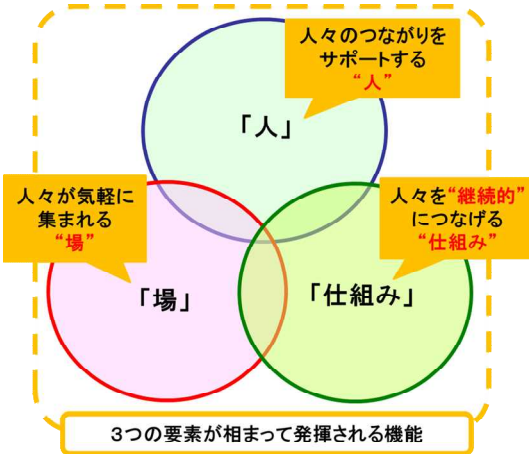 人々のつながりを
サポートする
“人”
「人」
人々が気軽に
集まれる
“場”
「場」
人々を“継続的”
につなげる
“仕組み”
「仕組み」
3つの要素が相まって発揮される機能